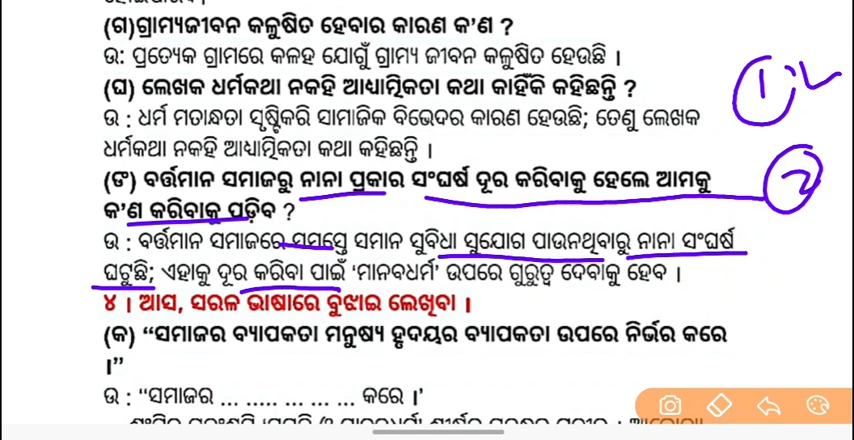 (ଗ)ଗ୍ରାମ୍ୟଜୀବନ କଳୁଷିତ ହେବାର କାରଣ କ'ଣ ?
ଉ: ପ୍ରତ୍ୟେକ ଗ୍ରାମରେ କଳହ ଯୋଗୁଁ ଗ୍ରାମ୍ୟ ଜୀବନ କଳୁଷିତ ହେଉଛି ।
(ଘ) ଲେଖକ ଧର୍ମକଥା ନକହି ଆଧ୍ୟାତ୍ମିକତା କଥା କାହିଁକି କହିଛନ୍ତି ?
ଉ : ଧର୍ମ ମତାନ୍ଧତା ସୃଷ୍ଟିକରି ସାମାଜିକ ବିଭେଦର କାରଣ ହେଉଛି; ତେଣୁ ଲେଖକ
ଧର୍ମକଥା ନକହି ଆଧ୍ୟାତ୍ମିକତା କଥା କହିଛନ୍ତି ।
(ଙ) ବର୍ତ୍ତମାନ ସମାଜରୁ ନାନା ପ୍ରକାର ସଂଘର୍ଷ ଦୂର କରିବାକୁ ହେଲେ ଆମକୁ
କ'ଣ କରିବାକୁ ପଡ଼ିବ ?
ଉ : ବର୍ତ୍ତମାନ ସମାଜରେ ସମସ୍ତେ ସମାନ ସୁବିଧା ସୁଯୋଗ ପାଉନଥିବାରୁ ନାନା ସଂଘର୍ଷ
ଘଟୁଛି; ଏହାକୁ ଦୂର କରିବା ପାଇଁ 'ମାନବଧର୍ମ' ଉପରେ ଗୁରୁତ୍ୱ ଦେବାକୁ ହେବ ।
୪ । ଆସ, ସରଳ ଭାଷାରେ ବୁଝାଇ ଲେଖିବା ।
(କ) “ସମାଜର ବ୍ୟାପକତା ମନୁଷ୍ୟ ହୃଦୟର ବ୍ୟାପକତା ଉପରେ ନିର୍ଭର କରେ
।”
ଉ : “ସମାଜର ... ..... ... ... ... କରେ ।'
1
2